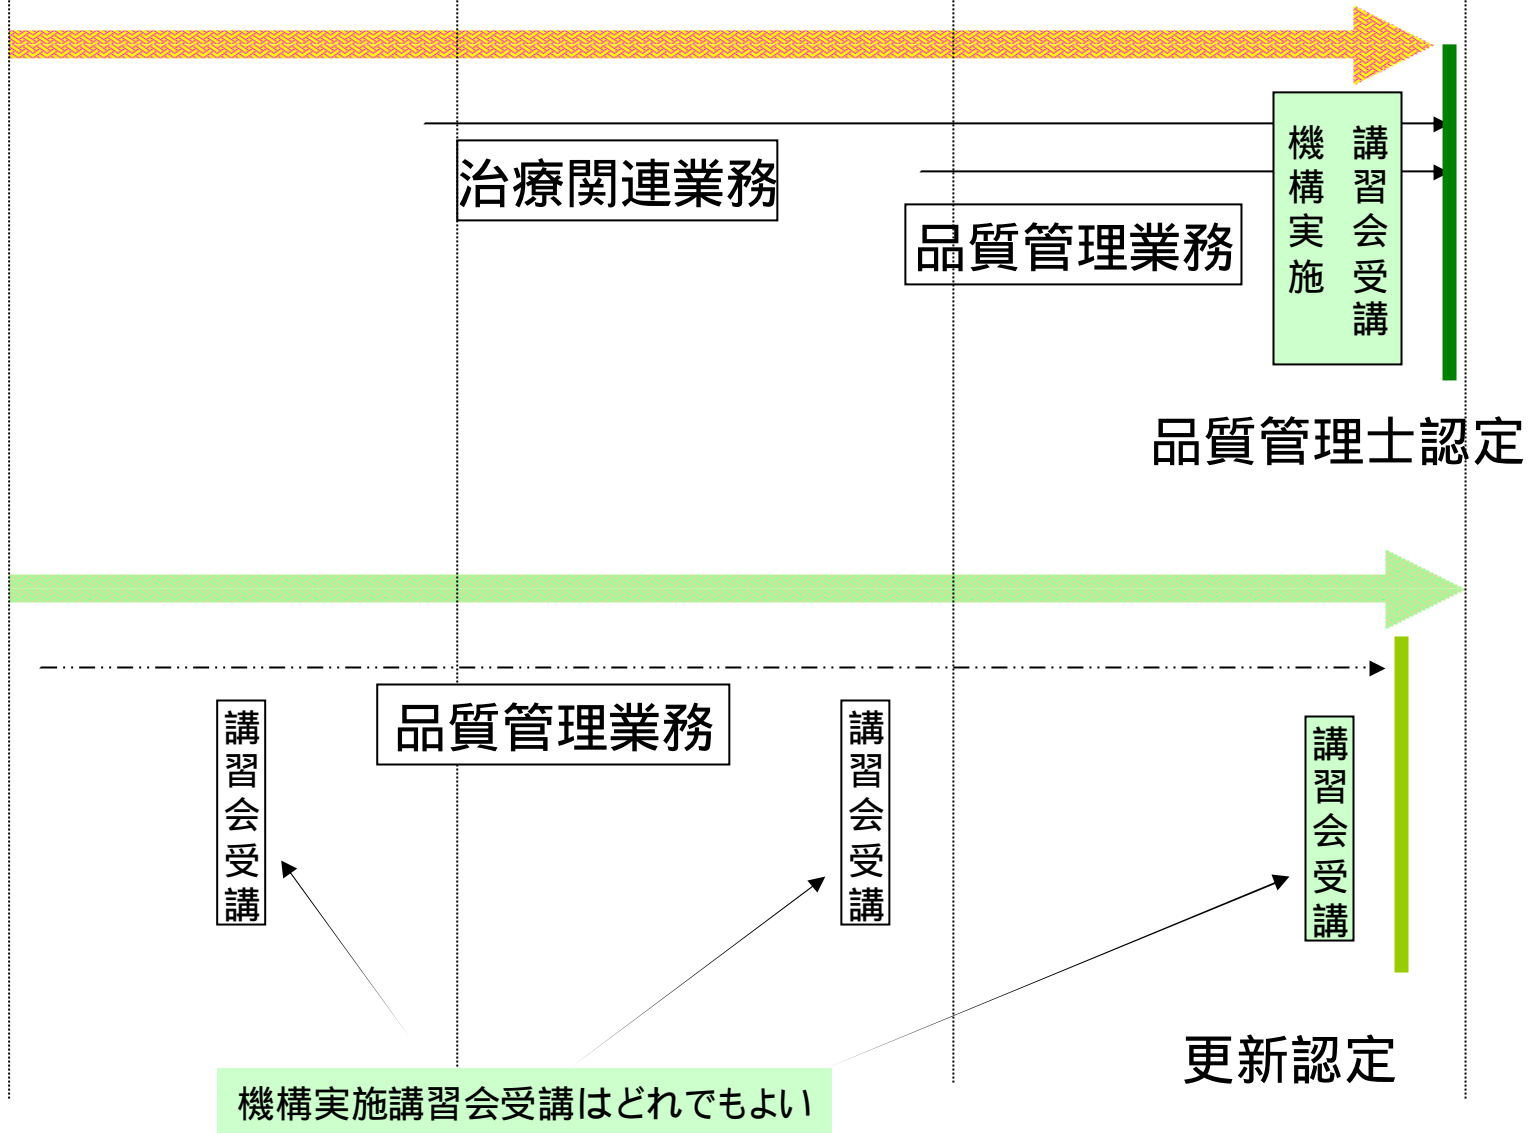 治療関連業務
品質管理業務
講習会受講
機構実施
品質管理士認定
品質管理業務
講習会受講
講習会受講
講習会受講
更新認定
機構実施講習会受講はどれでもよい